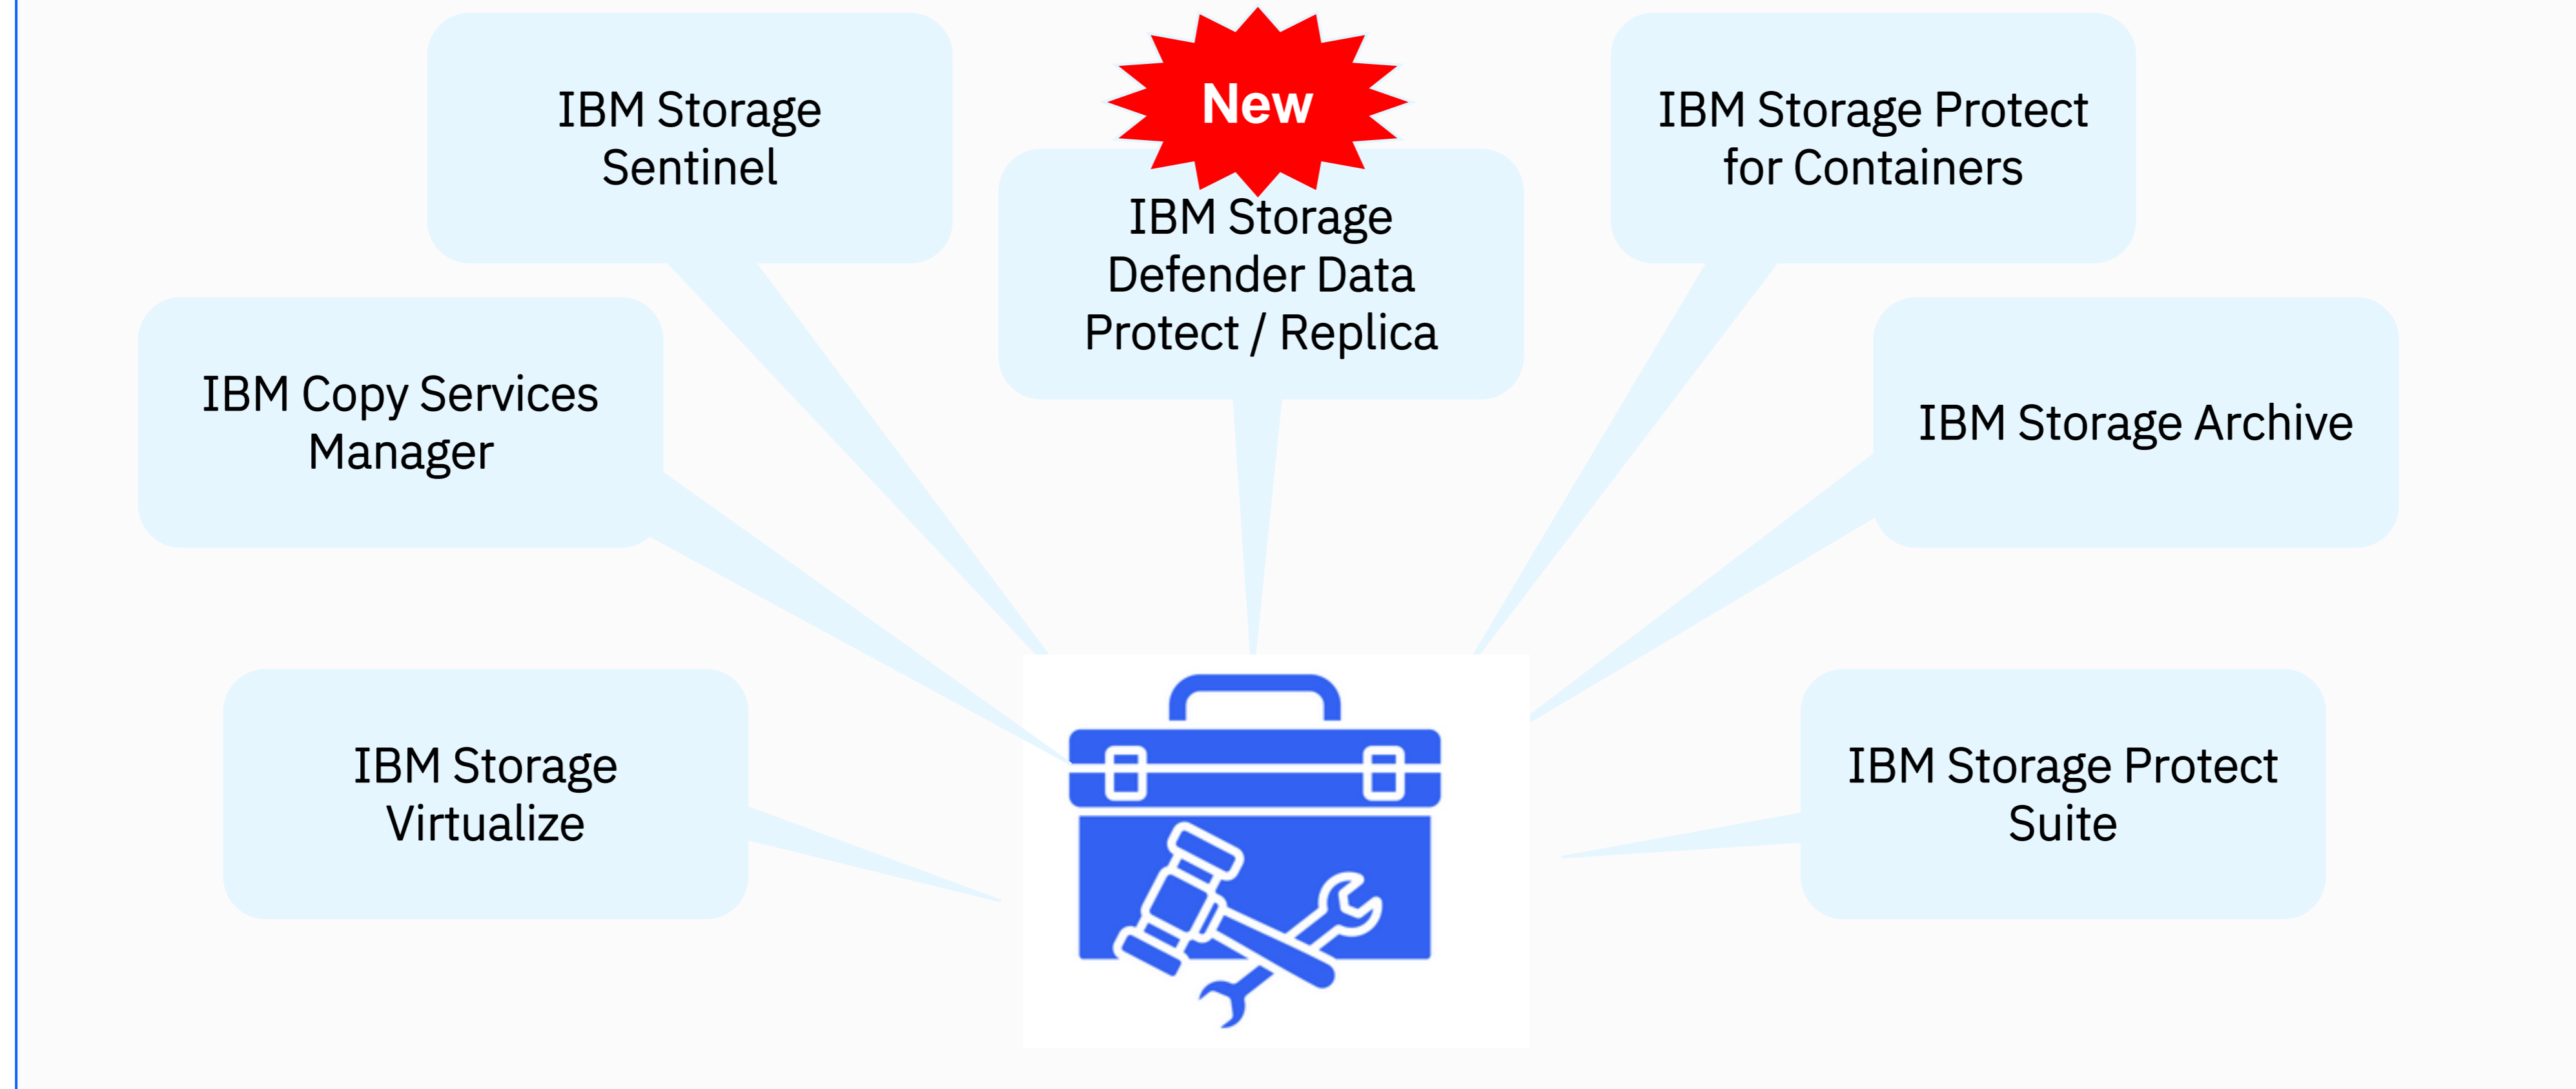 IBM Storage
Sentinel
New
IBM Storage
Defender Data
Protect / Replica
IBM Storage Protect
for Containers
IBM Copy Services
Manager
IBM Storage Archive
IBM Storage
Virtualize
IBM Storage Protect
Suite